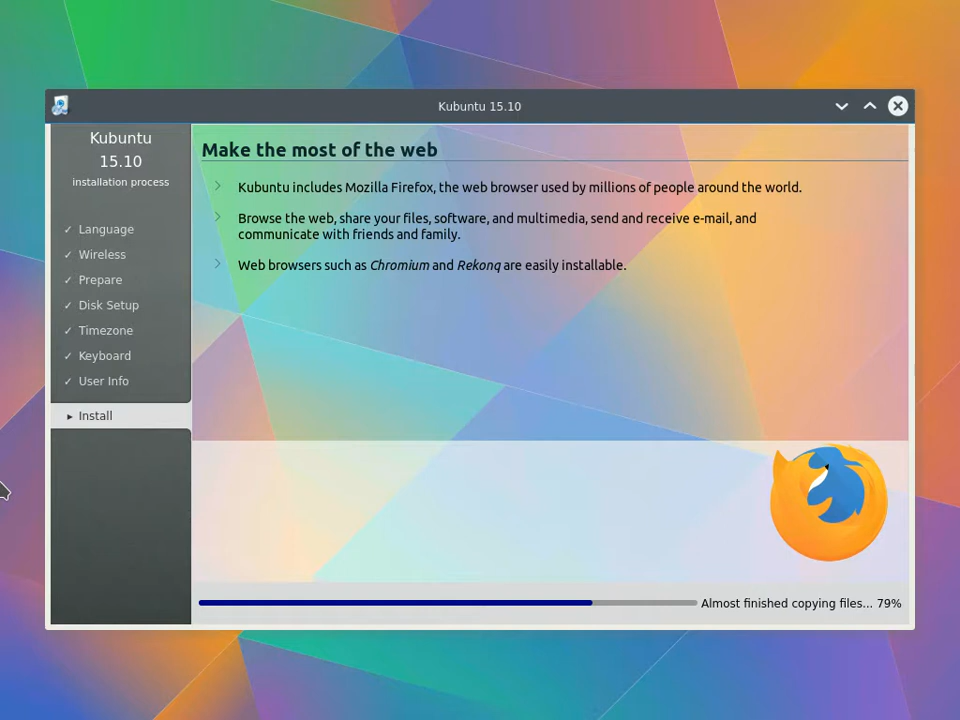 Kubuntu 15.10
Kubuntu
15.10
installation process
✓ Language
✓ Wireless
✓ Prepare
✓ Disk Setup
✓ Timezone
✓ Keyboard
✓ User Info
▸ Install
Make the most of the web
Kubuntu includes Mozilla Firefox, the web browser used by millions of people around the world.
Browse the web, share your files, software, and multimedia, send and receive e-mail, and
communicate with friends and family.
Web browsers such as Chromium and Rekonq are easily installable.
Almost finished copying files... 79%